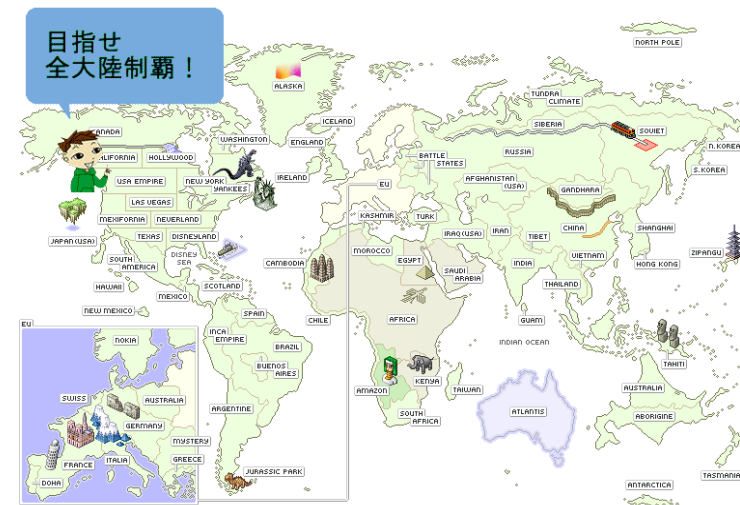 目指せ
全大陸制覇！
NORTH POLE
ALASKA
TUNDRA
CLIMATE
ICELAND
SIBERIA
SOVIET
CANADA
WASHINGTON
ENGLAND
N.KOREA
ALIFORNIA
HOLLYWOOD
BATTLE
STATES
RUSSIA
S.KOREA
USA EMPIRE
NEW YORK
YANKEES
IRELAND
EU
AFGHANISTAN
(USA)
GANDHARA
LAS VEGAS
MEXIFORNIA
NEVERLAND
KASHMIR
TURK
TEXAS
DISNEYLAND
IRAQ(USA)
IRAN
TIBET
CHINA
SHANGHAI
JAPAN(USA)
DISNEY
SEA
MOROCCO
EGYPT
VIETNAM
ZIPANGU
SOUTH
AMERICA
CAMBODIA
SAUDI
ARABIA
INDIA
HONG KONG
HAWAII
SCOTLAND
THAILAND
MEXICO
NEW MEXICO
SPAIN
CHILE
AFRICA
GUAM
EU
INCA
EMPIRE
BRAZIL
INDIAN OCEAN
NOKIA
BUENOS
AIRES
TAHITI
KENYA
AMAZON
TAIWAN
AUSTRALIA
SWISS
AUSTRALIA
ARGENTINE
ATLANTIS
ABORIGINE
SOUTH
AFRICA
GERMANY
MYSTERY
FRANCE
ITALIA
GREECE
JURASSIC PARK
TASMANIA
DOHA
ANTARCTICA